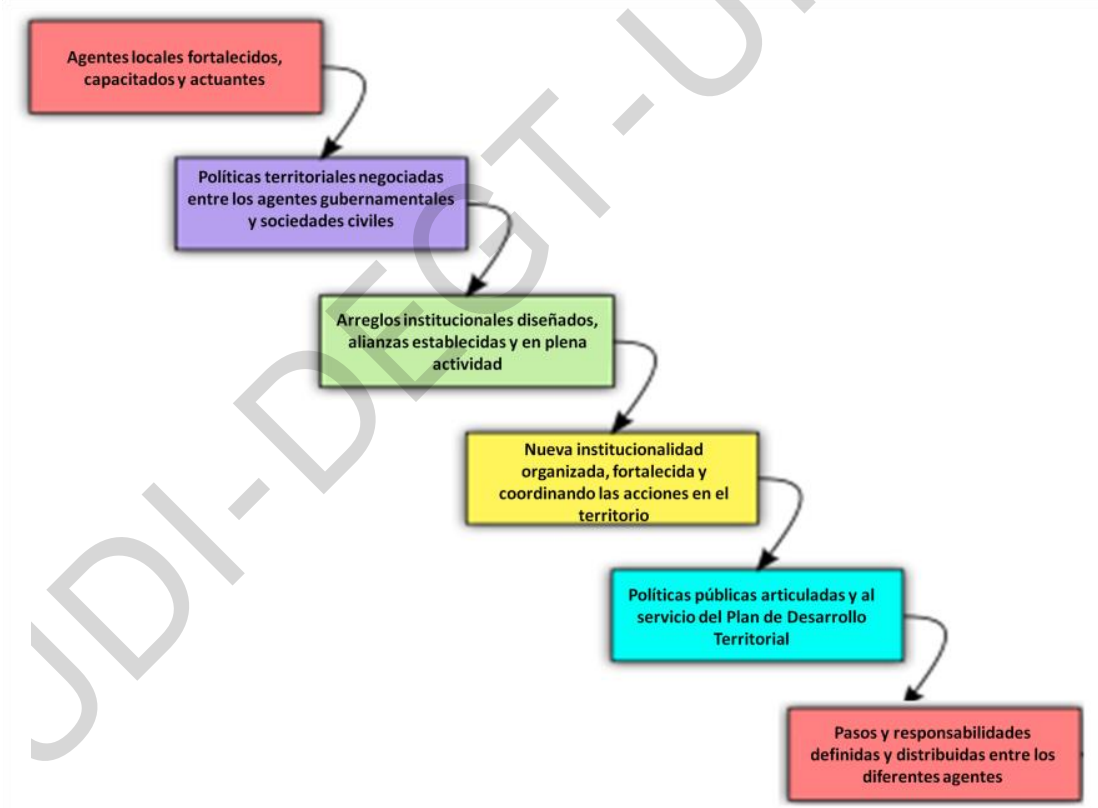 Agentes locales fortalecidos,
capacitados y actuantes
Políticas territoriales negociadas
entre los agentes gubernamentales
y sociedades civiles
Arreglos institucionales diseñados,
alianzas establecidas y en plena
actividad
Nueva institucionalidad
organizada, fortalecida y
coordinando las acciones en el
territorio
Políticas públicas articuladas y al
servicio del Plan de Desarrollo
Territorial
Pasos y responsabilidades
definidas y distribuidas entre los
diferentes agentes
UDI-DEGT-U